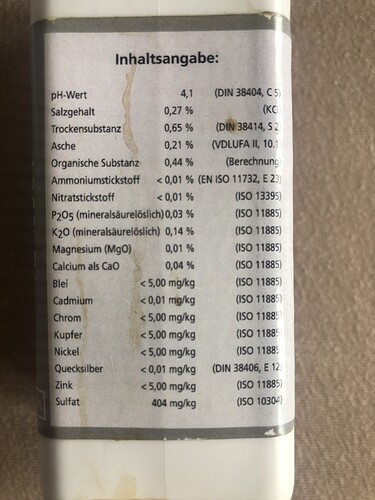 Inhaltsangabe:
pH-Wert 4,1 (DIN 38404, C 5)
Salzgehalt 0,27 % (KCl
Trockensubstanz 0,65 % (DIN 38414, S 2
Asche 0,21 % (VDLUFA II, 10.1
Organische Substanz 0,44 % (Berechnung)
Ammoniumstickstoff < 0,01 % (EN ISO 11732, E 23)
Nitratstickstoff < 0,01 % (ISO 13395)
P2O5 (mineralsäurelöslich) 0,03 % (ISO 11885)
K2O (mineralsäurelöslich) 0,14 % (ISO 11885)
Magnesium (MgO) 0,01 % (ISO 11885)
Calcium als CaO 0,04 % (ISO 11885)
Blei < 5,00 mg/kg (ISO 11885)
Cadmium < 0,01 mg/kg (ISO 11885)
Chrom < 5,00 mg/kg (ISO 11885)
Kupfer < 5,00 mg/kg (ISO 11885)
Nickel < 5,00 mg/kg (ISO 11885
Quecksilber < 0,01 mg/kg (DIN 38406, E 12)
Zink < 5,00 mg/kg (ISO 11885)
Sulfat 404 mg/kg (ISO 10304)